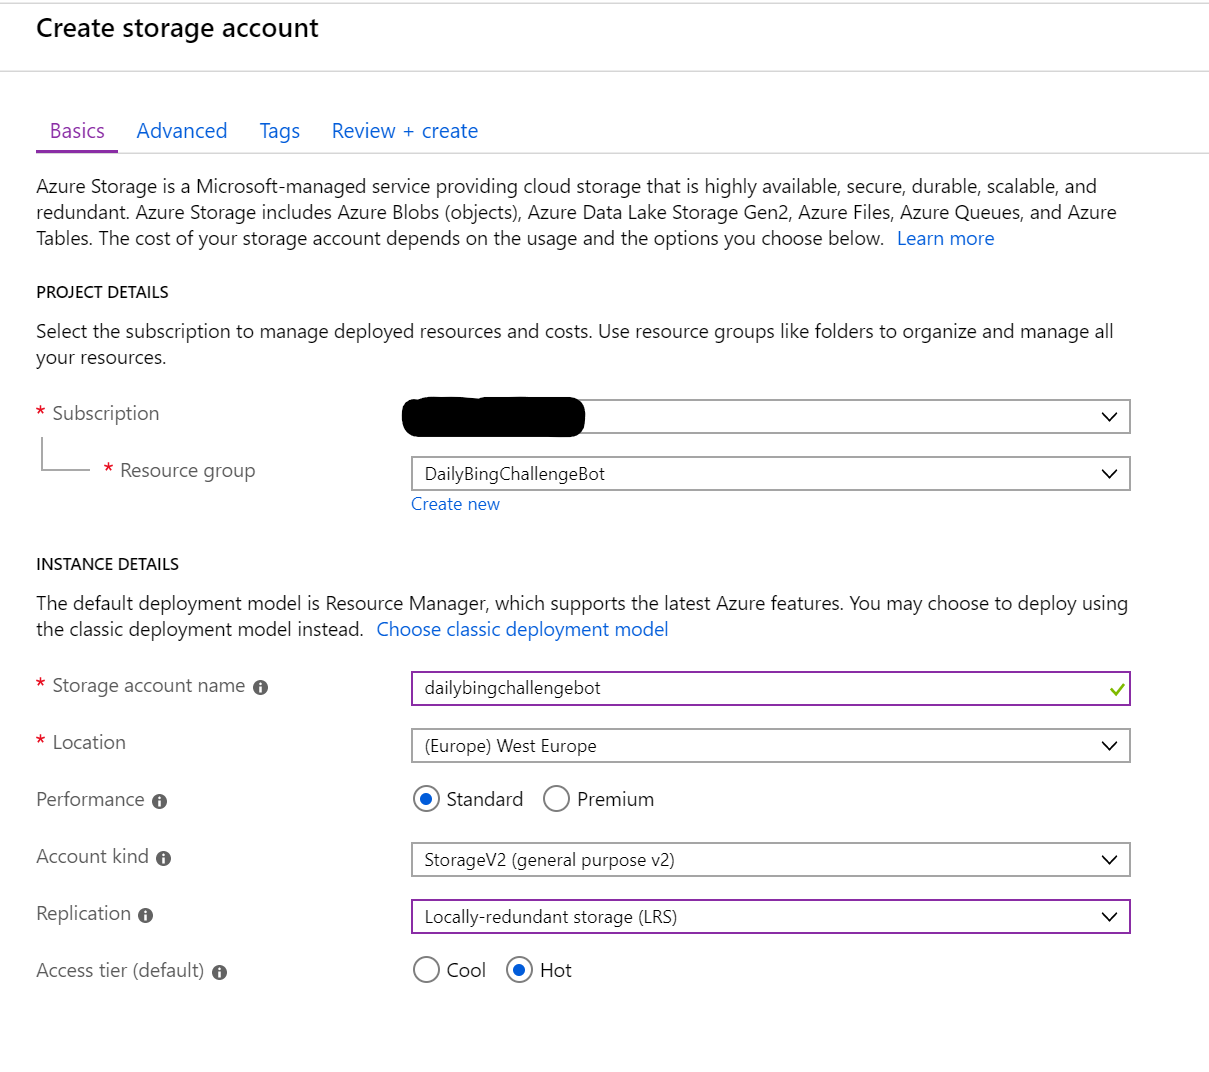 Create storage account
Basics Advanced Tags Review + create
Azure Storage is a Microsoft-managed service providing cloud storage that is highly available, secure, durable, scalable, and
redundant. Azure Storage includes Azure Blobs (objects), Azure Data Lake Storage Gen2, Azure Files, Azure Queues, and Azure
Tables. The cost of your storage account depends on the usage and the options you choose below. Learn more
PROJECT DETAILS
Select the subscription to manage deployed resources and costs. Use resource groups like folders to organize and manage all
your resources.
* Subscription
* Resource group DailyBingChallengeBot
Create new
INSTANCE DETAILS
The default deployment model is Resource Manager, which supports the latest Azure features. You may choose to deploy using
the classic deployment model instead. Choose classic deployment model
* Storage account name dailybingchallengebot
* Location (Europe) West Europe
Performance Standard Premium
Account kind StorageV2 (general purpose v2)
Replication Locally-redundant storage (LRS)
Access tier (default) Cool Hot